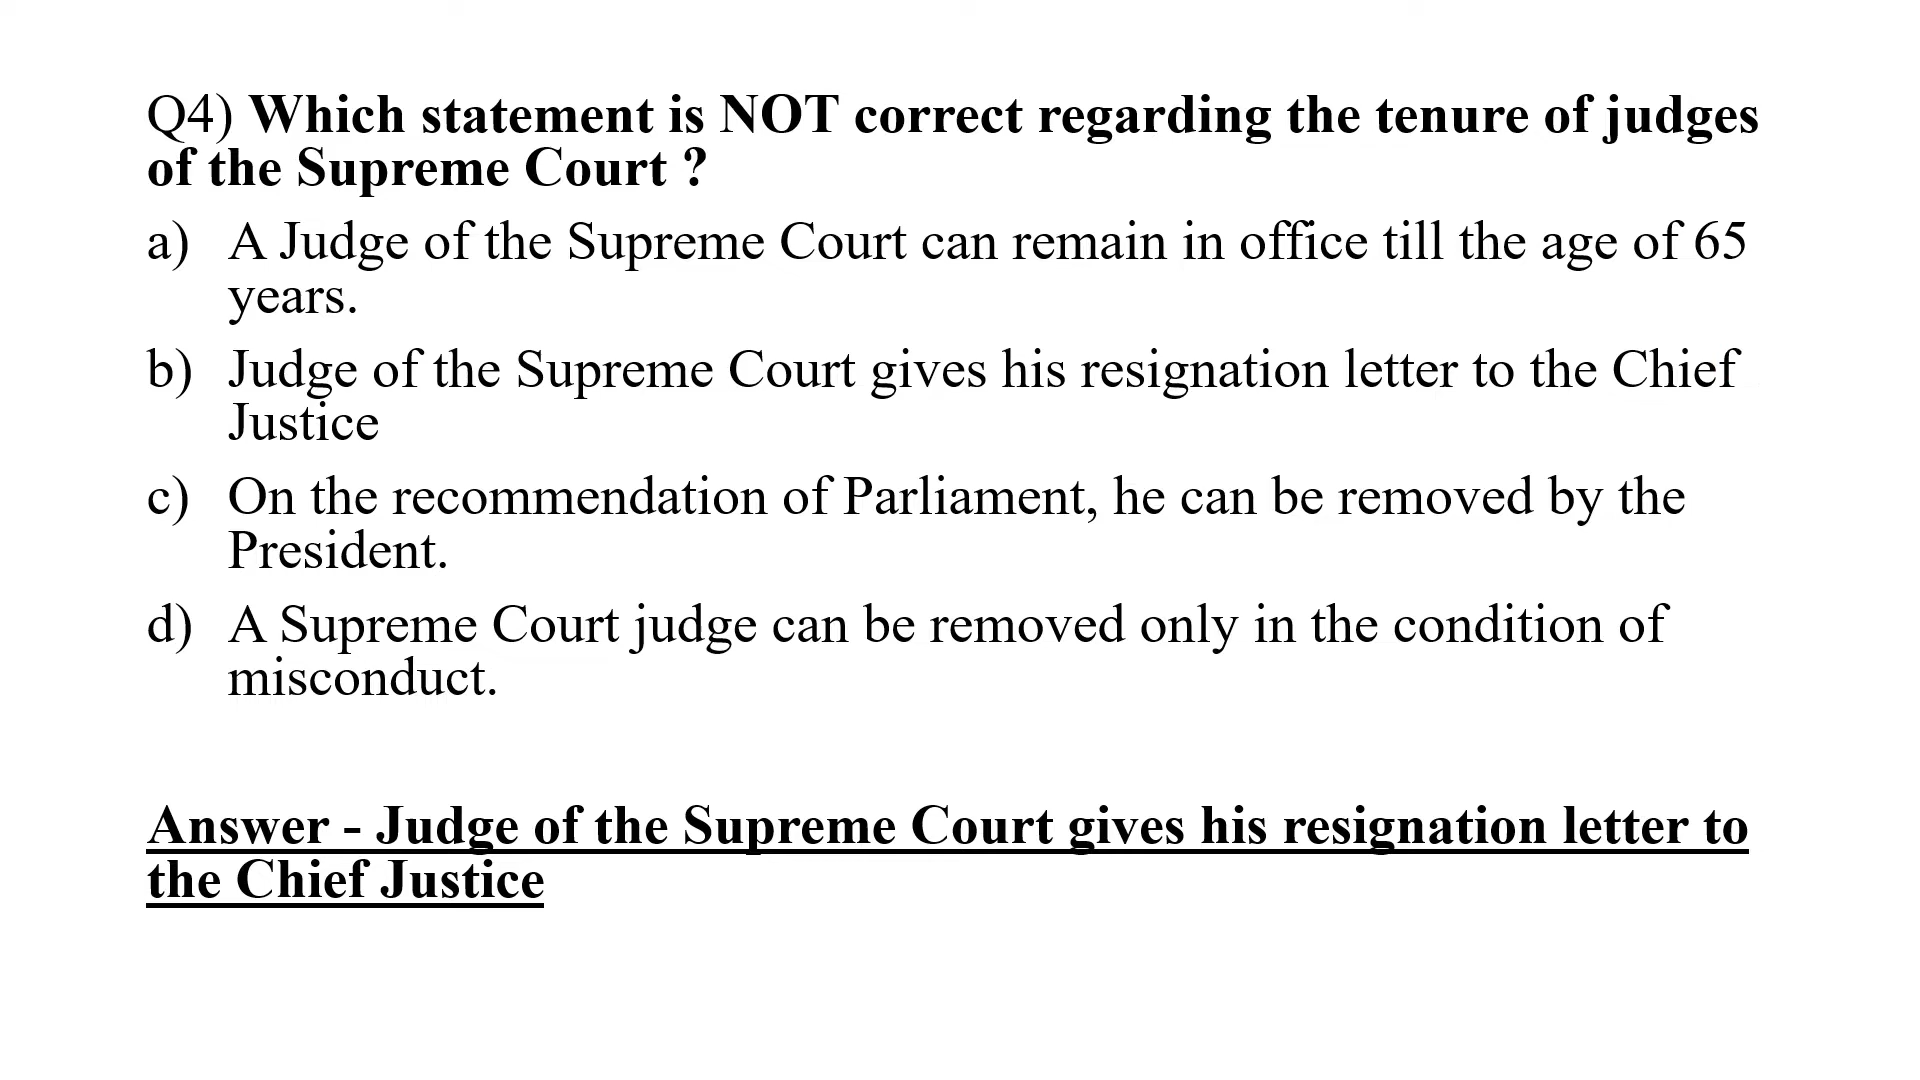 Q4) Which statement is NOT correct regarding the tenure of judges
of the Supreme Court ?
a) A Judge of the Supreme Court can remain in office till the age of 65
years.
b) Judge of the Supreme Court gives his resignation letter to the Chief
Justice
c) On the recommendation of Parliament, he can be removed by the
President.
d) A Supreme Court judge can be removed only in the condition of
misconduct.
Answer - Judge of the Supreme Court gives his resignation letter to
the Chief Justice